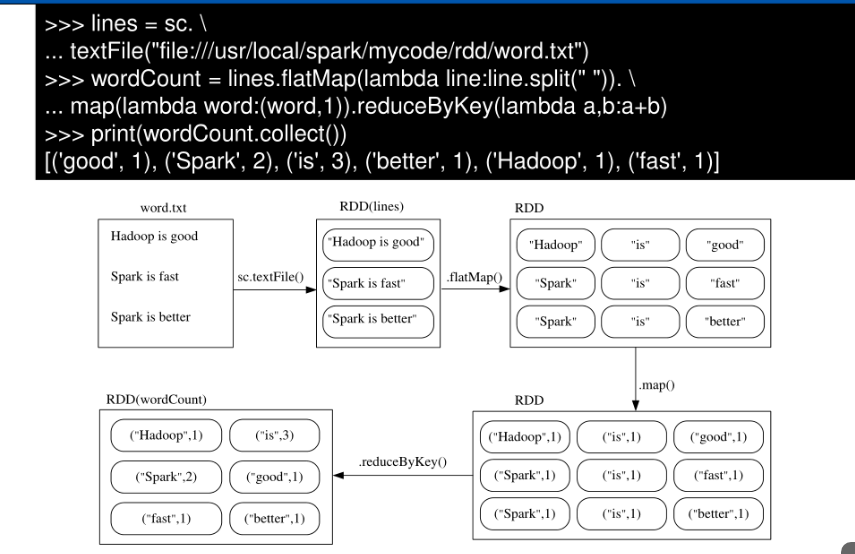 >>> lines = sc. \
... textFile("file:///usr/local/spark/mycode/rdd/word.txt")
>>> wordCount = lines.flatMap(lambda line:line.split(" ")). \
... map(lambda word:(word,1)).reduceByKey(lambda a,b:a+b)
>>> print(wordCount.collect())
[('good', 1), ('Spark', 2), ('is', 3), ('better', 1), ('Hadoop', 1), ('fast', 1)]
word.txt
Hadoop is good
Spark is fast
Spark is better
sc.textFile()
RDD(lines)
"Hadoop is good"
"Spark is fast"
"Spark is better"
.flatMap()
RDD
"Hadoop" "is" "good"
"Spark" "is" "fast"
"Spark" "is" "better"
.map()
RDD
("Hadoop",1) ("is",1) ("good",1)
("Spark",1) ("is",1) ("fast",1)
("Spark",1) ("is",1) ("better",1)
.reduceByKey()
RDD(wordCount)
("Hadoop",1) ("is",3)
("Spark",2) ("good",1)
("fast",1) ("better",1)